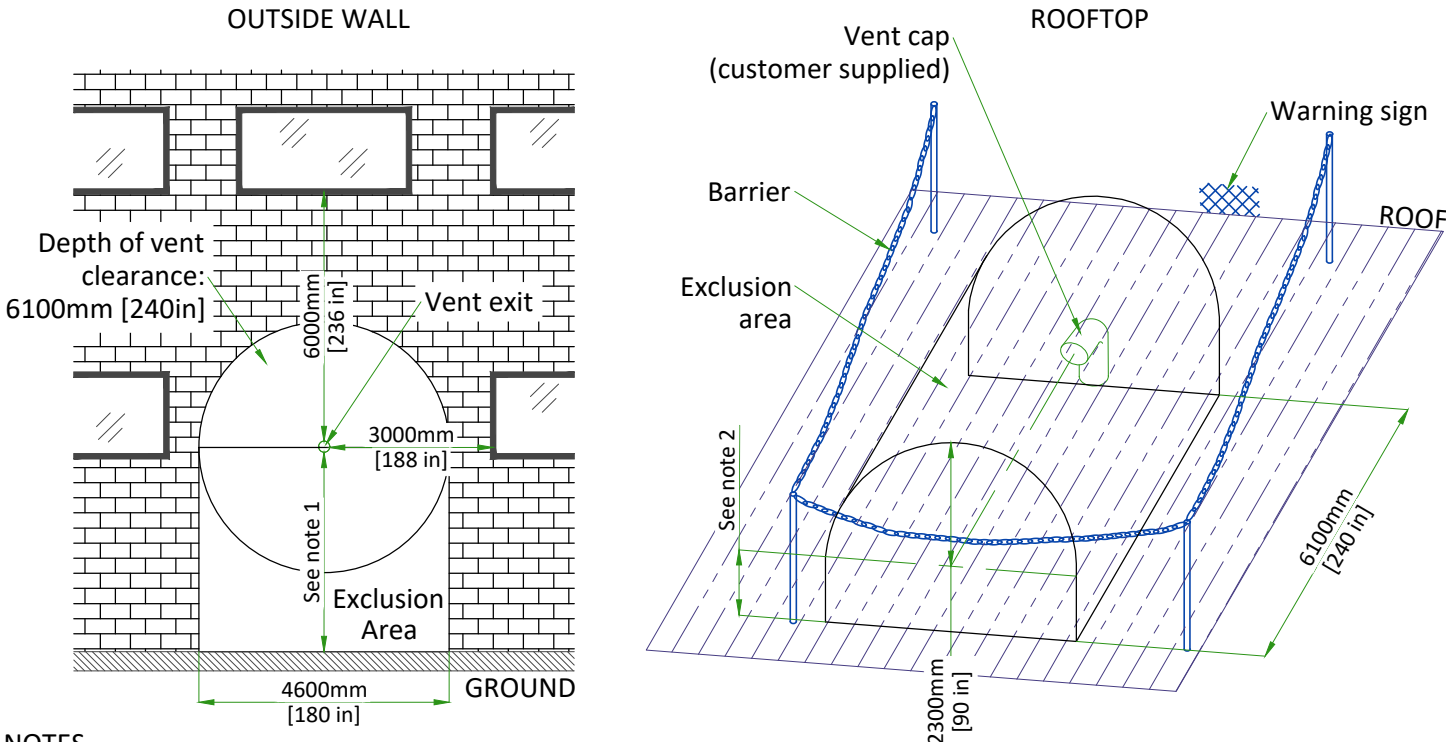 OUTSIDE WALL
Depth of vent
clearance:
6100mm [240in]
6000mm
[236 in]
Vent exit
3000mm
[188 in]
See note 1
Exclusion
Area
4600mm
[180 in]
GROUND
ROOFTOP
Vent cap
(customer supplied)
Warning sign
Barrier
ROOF
Exclusion
area
See note 2
6100mm
[240 in]
2300mm
[90 in]